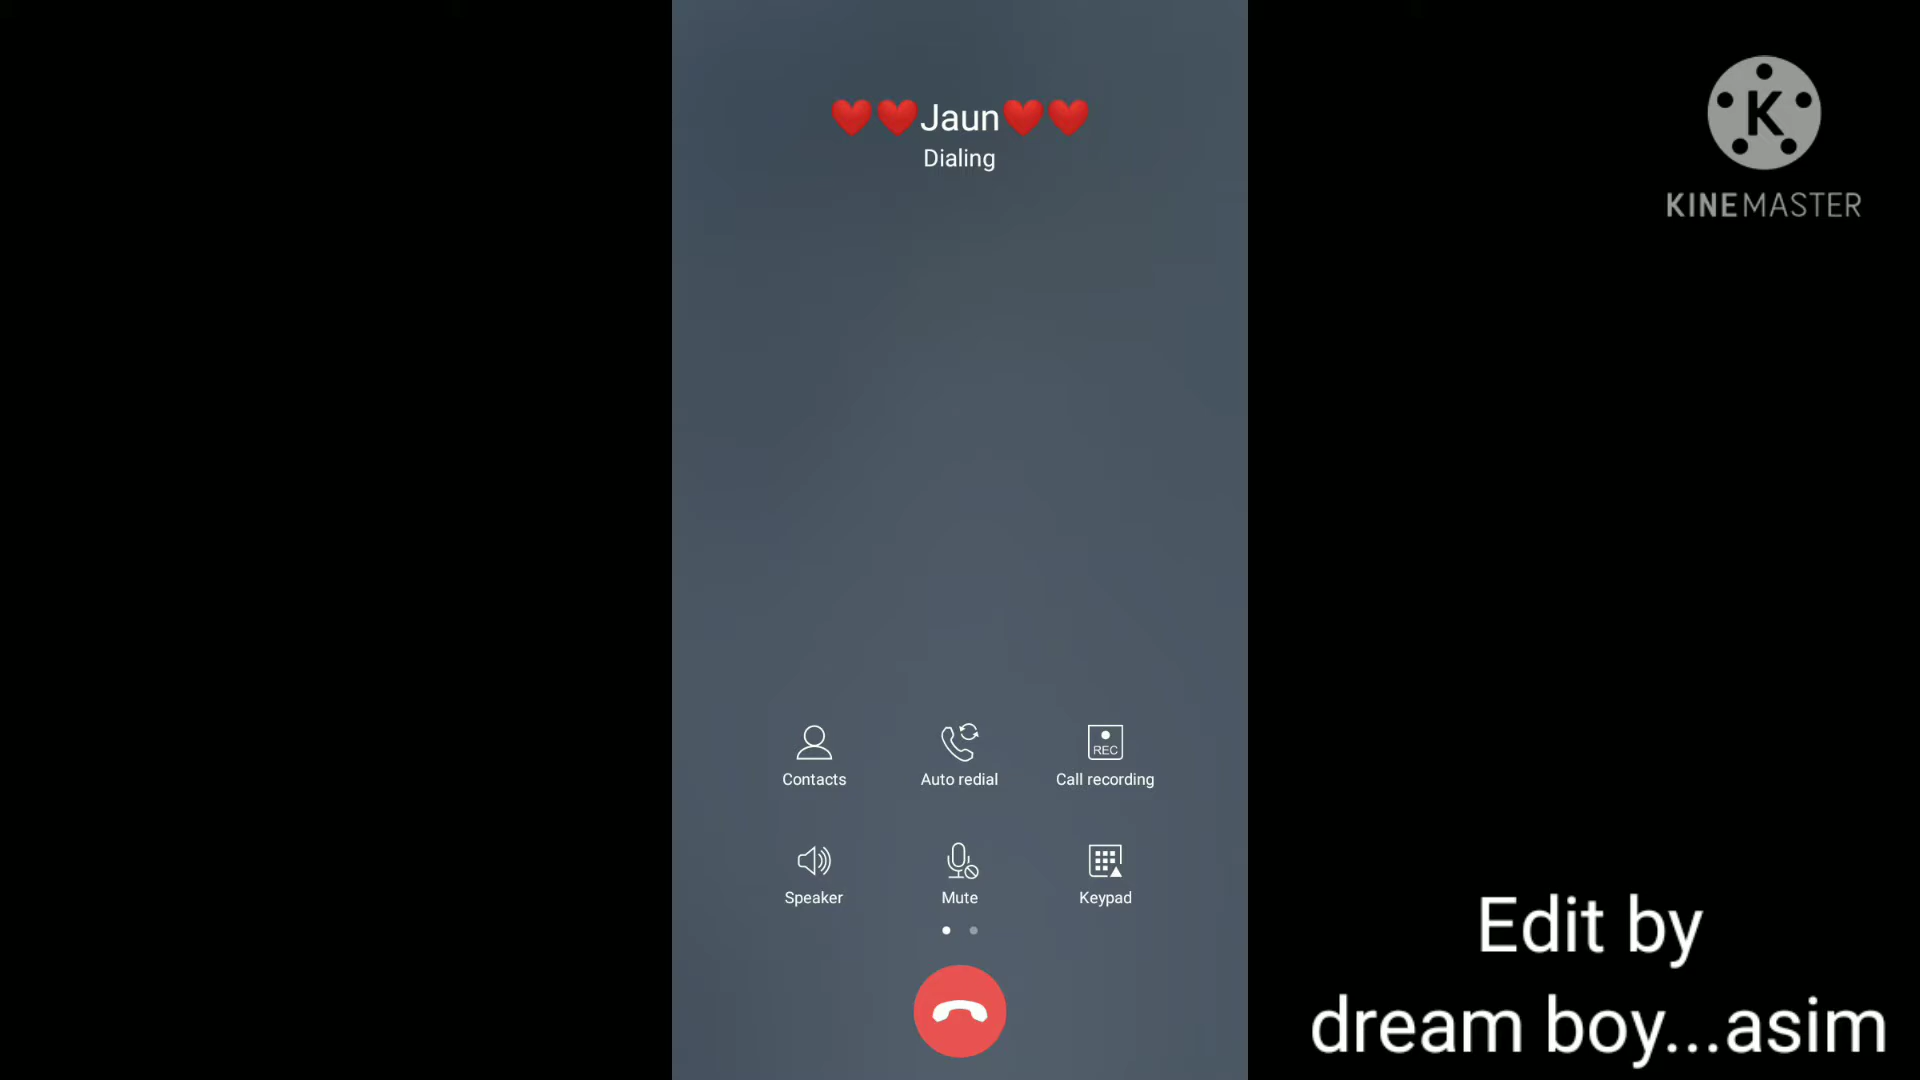 ❤️❤️Jaun❤️❤️
Dialing
K
KINEMASTER
Contacts
Auto redial
REC
Call recording
Speaker
Mute
Keypad
Edit by
dream boy...asim